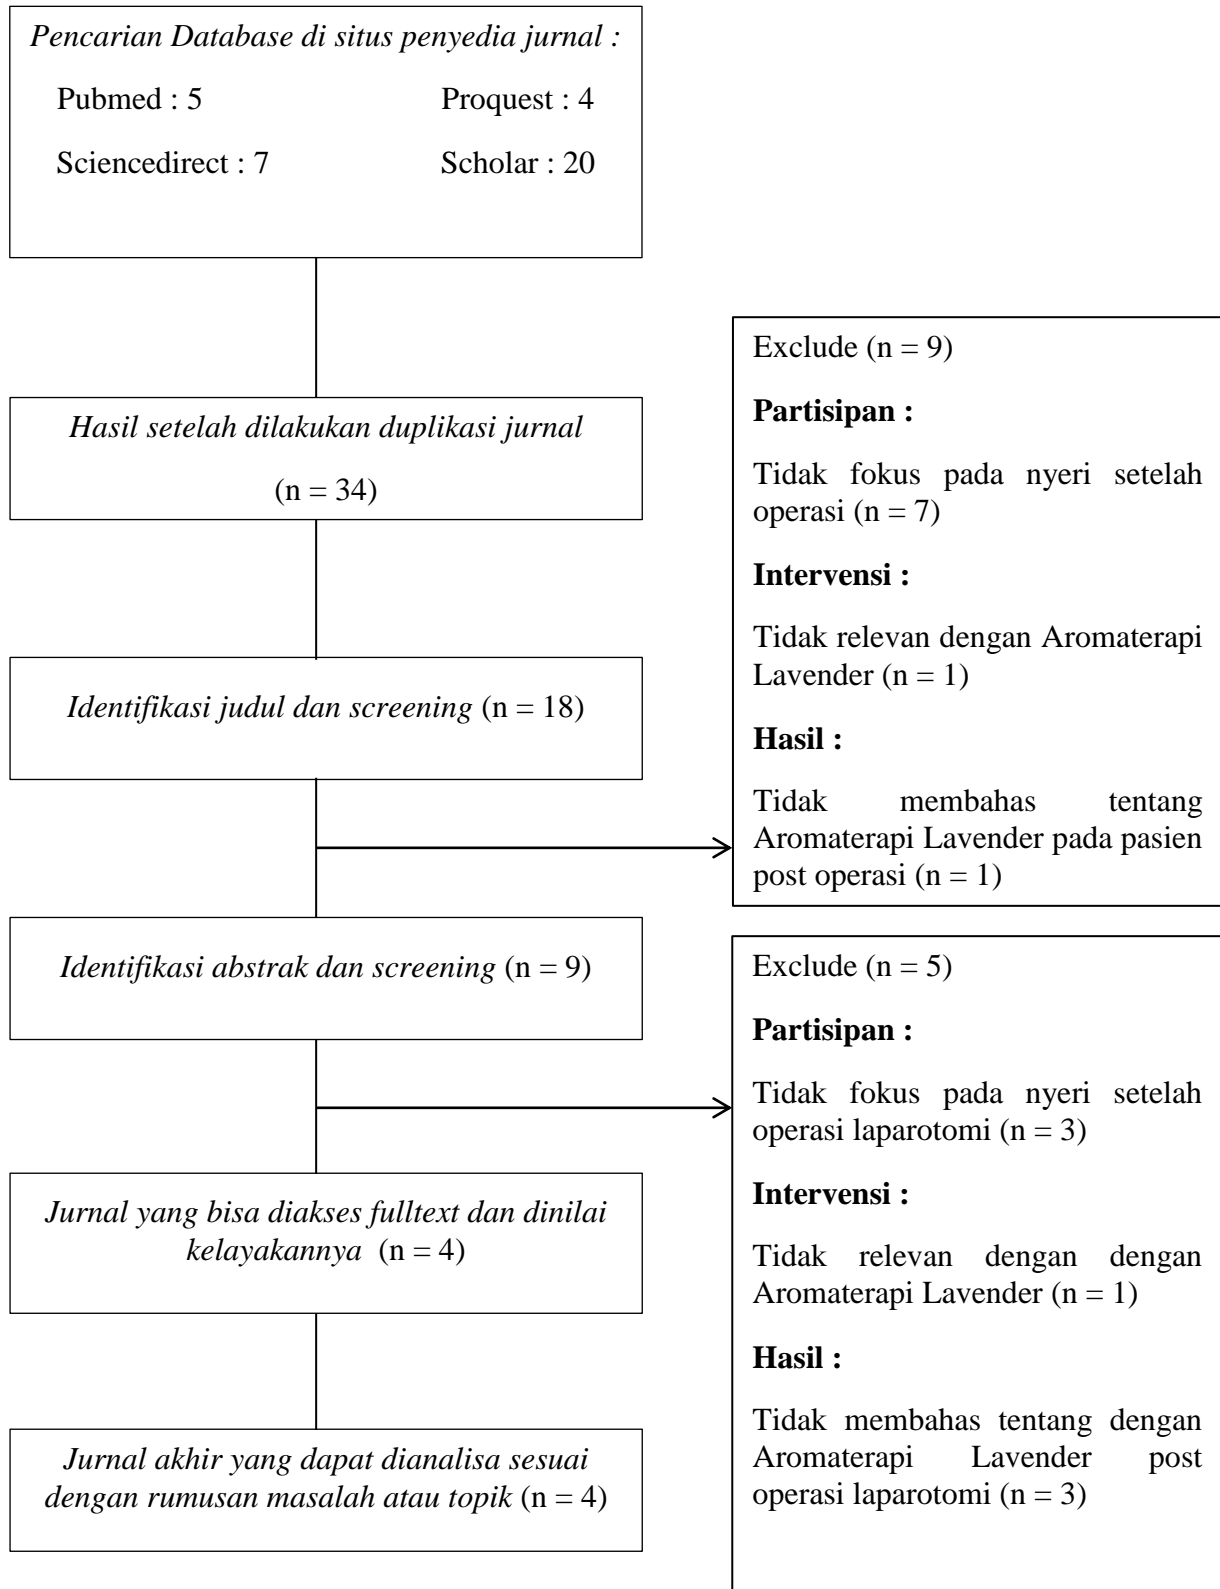 Pencarian Database di situs penyedia jurnal :
Pubmed : 5 Proquest : 4
Sciencedirect : 7 Scholar : 20
Hasil setelah dilakukan duplikasi jurnal
(n = 34)
Identifikasi judul dan screening (n = 18)
Exclude (n = 9)
Partisipan :
Tidak fokus pada nyeri setelah
operasi (n = 7)
Intervensi :
Tidak relevan dengan Aromaterapi
Lavender (n = 1)
Hasil :
Tidak membahas tentang
Aromaterapi Lavender pada pasien
post operasi (n = 1)
Identifikasi abstrak dan screening (n = 9)
Exclude (n = 5)
Partisipan :
Tidak fokus pada nyeri setelah
operasi laparotomi (n = 3)
Intervensi :
Tidak relevan dengan dengan
Aromaterapi Lavender (n = 1)
Hasil :
Tidak membahas tentang dengan
Aromaterapi Lavender post
operasi laparotomi (n = 3)
Jurnal yang bisa diakses fulltext dan dinilai
kelayakannya (n = 4)
Jurnal akhir yang dapat dianalisa sesuai
dengan rumusan masalah atau topik (n = 4)